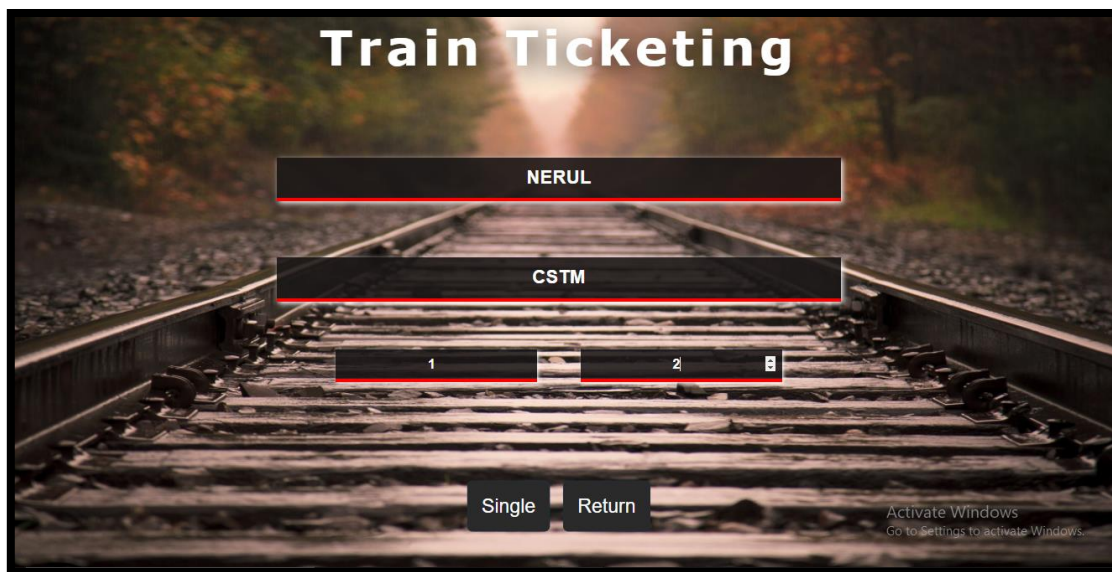 Train Ticketing
NERUL
CSTM
1 2
Single Return
Activate Windows
Go to Settings to activate Windows.